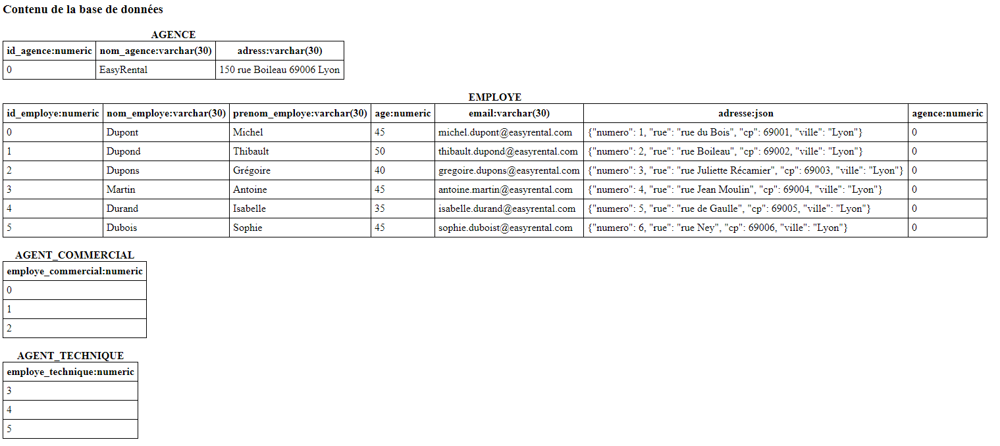 Contenu de la base de données
AGENCE
id_agence:numeric nom_agence:varchar(30) adress:varchar(30)
0 EasyRental 150 rue Boileau 69006 Lyon
EMPLOYE
id_employe:numeric nom_employe:varchar(30) prenom_employe:varchar(30) age:numeric email:varchar(30) adresse:json agence:numeric
0 Dupont Michel 45 michel.dupont@easyrental.com {"numero": 1, "rue": "rue du Bois", "cp": 69001, "ville": "Lyon"} 0
1 Dupond Thibault 50 thibault.dupond@easyrental.com {"numero": 2, "rue": "rue Boileau", "cp": 69002, "ville": "Lyon"} 0
2 Dupons Grégoire 40 gregoire.dupons@easyrental.com {"numero": 3, "rue": "rue Juliette Récamier", "cp": 69003, "ville": "Lyon"} 0
3 Martin Antoine 45 antoine.martin@easyrental.com {"numero": 4, "rue": "rue Jean Moulin", "cp": 69004, "ville": "Lyon"} 0
4 Durand Isabelle 35 isabelle.durand@easyrental.com {"numero": 5, "rue": "rue de Gaulle", "cp": 69005, "ville": "Lyon"} 0
5 Dubois Sophie 45 sophie.duboist@easyrental.com {"numero": 6, "rue": "rue Ney", "cp": 69006, "ville": "Lyon"} 0
AGENT_COMMERCIAL
employe_commercial:numeric
0
1
2
AGENT_TECHNIQUE
employe_technique:numeric
3
4
5